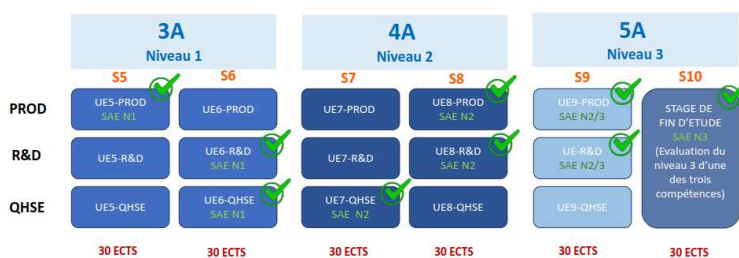 3A
Niveau 1
4A
Niveau 2
5A
Niveau 3
S5
S6
S7
S8
S9
S10
PROD
UE5-PROD
SAE N1
UE6-PROD
UE7-PROD
UE8-PROD
SAE N2
UE9-PROD
SAE N2/3
STAGE DE
FIN D'ETUDE
SAE N3
(Evaluation du
niveau 3 d'une
des trois
compétences)
R&D
UE5-R&D
UE6-R&D
SAE N1
UE7-R&D
UE8-R&D
SAE N2
UE-R&D
SAE N2/3
QHSE
UE5-QHSE
UE6-QHSE
SAE N1
UE7-QHSE
SAE N2
UE8-QHSE
UE9-QHSE
30 ECTS
30 ECTS
30 ECTS
30 ECTS
30 ECTS
30 ECTS